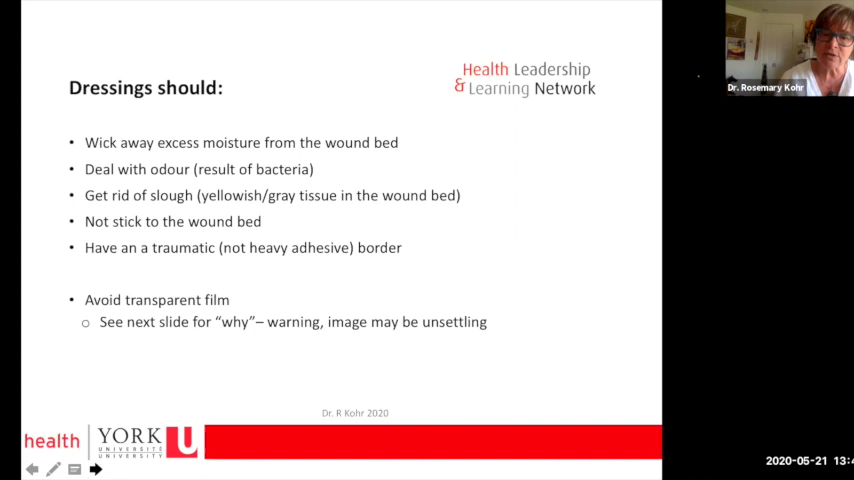 Health Leadership
& Learning Network
Dressings should:
• Wick away excess moisture from the wound bed
• Deal with odour (result of bacteria)
• Get rid of slough (yellowish/gray tissue in the wound bed)
• Not stick to the wound bed
• Have an a traumatic (not heavy adhesive) border
• Avoid transparent film
o See next slide for “why”– warning, image may be unsettling
Dr. R Kohr 2020
health
YORK
UNIVERSITÉ
UNIVERSITY
U
Dr. Rosemary Kohr
2020-05-21 13:4